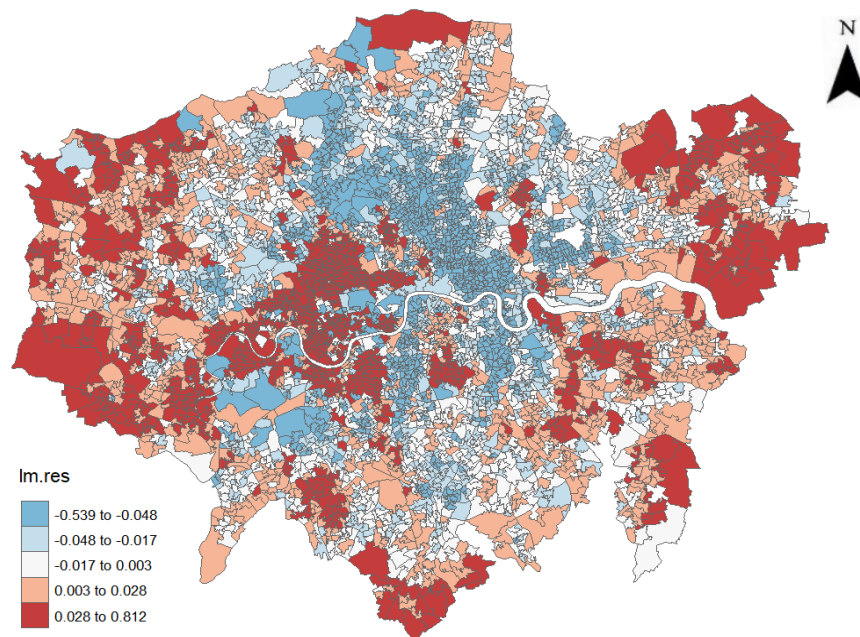 N
lm.res
-0.539 to -0.048
-0.048 to -0.017
-0.017 to 0.003
0.003 to 0.028
0.028 to 0.812